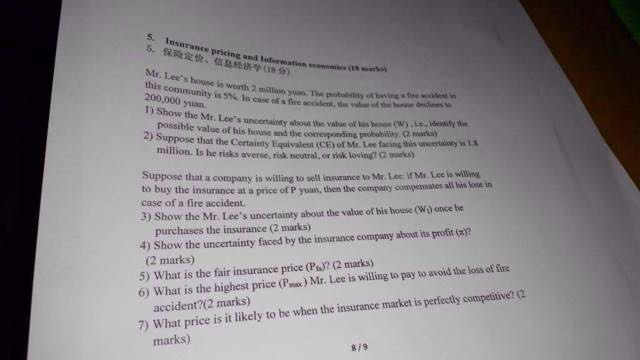 5. Insurance pricing and Information economics (18 marks)
5. 保险定价、信息经济学(18 分)
Mr. Lee's house is worth 2 million yuan. The probability of having a fire accident in
this community is 5%. In case of a fire accident, the value of the house declines to
200,000 yuan.
1) Show the Mr. Lee's uncertainty about the value of his house (W) , i.e., identify the
possible value of his house and the corresponding probability. (2 marks)
2) Suppose that the Certainty Equivalent (CE) of Mr. Lee facing this uncertainty is 1.8
million. Is he risks averse, risk neutral, or risk loving? (2 marks)
Suppose that a company is willing to sell insurance to Mr. Lee: if Mr. Lee is willing
to buy the insurance at a price of P yuan, then the company compensates all his lose in
case of a fire accident.
3) Show the Mr. Lee's uncertainty about the value of his house (W₁) once he
purchases the insurance (2 marks)
4) Show the uncertainty faced by the insurance company about its profit (π)?
(2 marks)
5) What is the fair insurance price (Pfa)? (2 marks)
6) What is the highest price (Pmax ) Mr. Lee is willing to pay to avoid the loss of fire
accident?(2 marks)
7) What price is it likely to be when the insurance market is perfectly competitive? (2
marks)
8 / 9